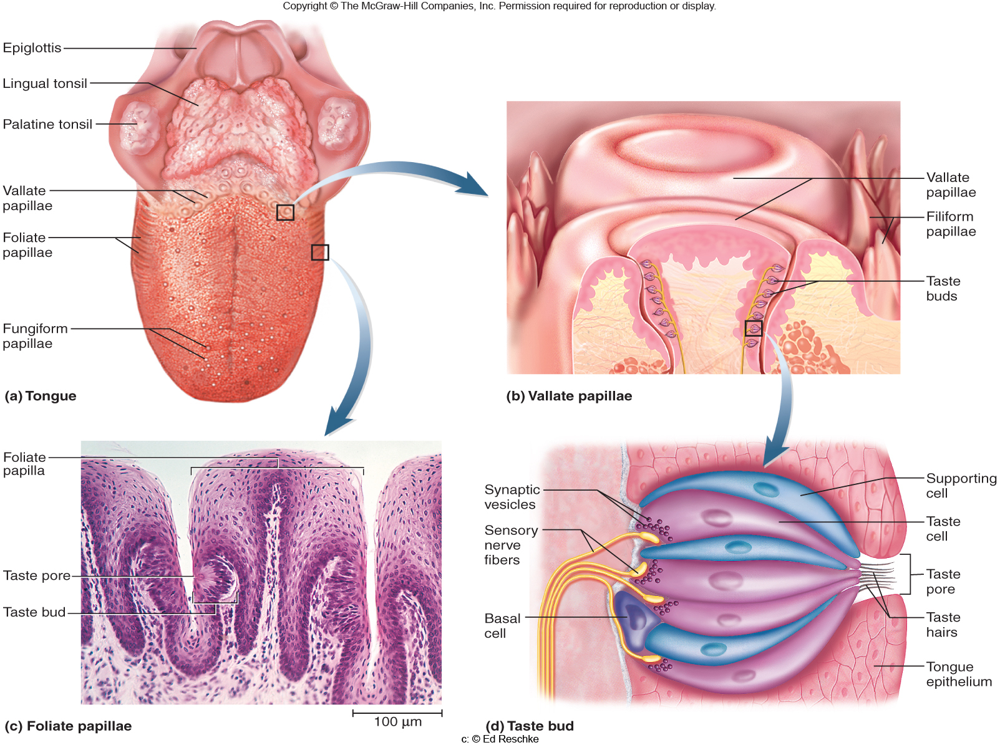 Copyright © The McGraw-Hill Companies, Inc. Permission required for reproduction or display.
Epiglottis
Lingual tonsil
Palatine tonsil
Vallate
papillae
Foliate
papillae
Fungiform
papillae
(a) Tongue
Vallate
papillae
Filiform
papillae
Taste
buds
(b) Vallate papillae
Foliate
papilla
Taste pore
Taste bud
100 µm
(c) Foliate papillae
Synaptic
vesicles
Sensory
nerve
fibers
Basal
cell
Supporting
cell
Taste
cell
Taste
pore
Taste
hairs
Tongue
epithelium
(d) Taste bud
c: © Ed Reschke